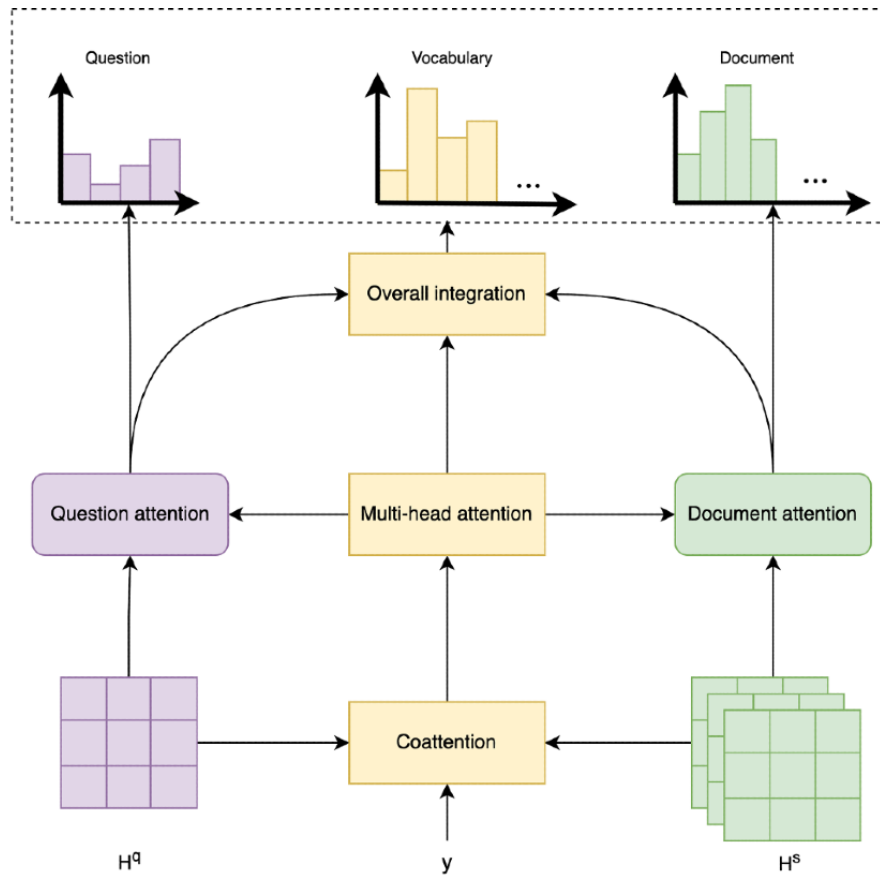 Question
Vocabulary
Document
...
...
Overall integration
Question attention
Multi-head attention
Document attention
Coattention
H^q
y
H^s